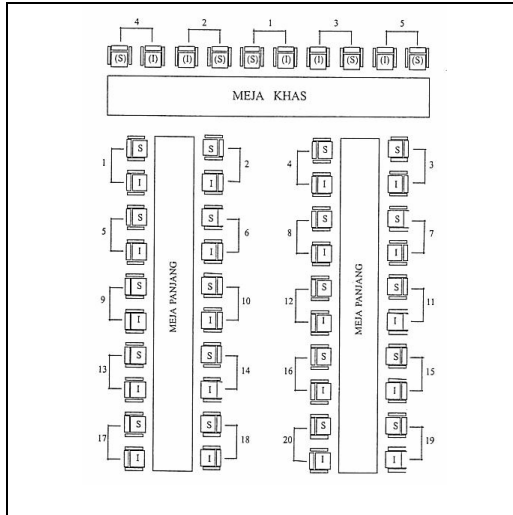 4 2 1 3 5
(S) (I) (I) (S) (S) (I) (I) (S) (I) (S)
MEJA KHAS
S S S S
1 2 4 3
I I I I
S S S S
5 6 8 7
I I I I
MEJA PANJANG
MEJA PANJANG
S S S S
9 10 12 11
I I I I
S S S S
13 14 16 15
I I I I
S S S S
17 18 20 19
I I I I